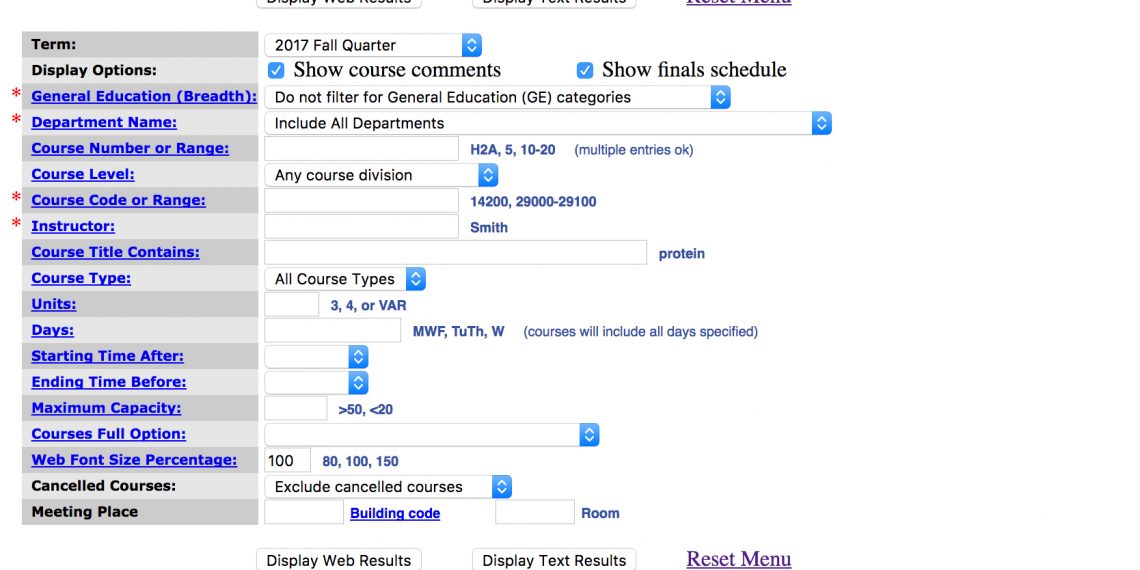 Display Web Results Display Text Results Reset Menu
Term: 2017 Fall Quarter
Display Options: Show course comments Show finals schedule
* General Education (Breadth): Do not filter for General Education (GE) categories
* Department Name: Include All Departments
Course Number or Range: H2A, 5, 10-20 (multiple entries ok)
Course Level: Any course division
* Course Code or Range: 14200, 29000-29100
* Instructor: Smith
Course Title Contains: protein
Course Type: All Course Types
Units: 3, 4, or VAR
Days: MWF, TuTh, W (courses will include all days specified)
Starting Time After:
Ending Time Before:
Maximum Capacity: >50, <20
Courses Full Option:
Web Font Size Percentage: 100 80, 100, 150
Cancelled Courses: Exclude cancelled courses
Meeting Place Building code Room
Display Web Results Display Text Results Reset Menu